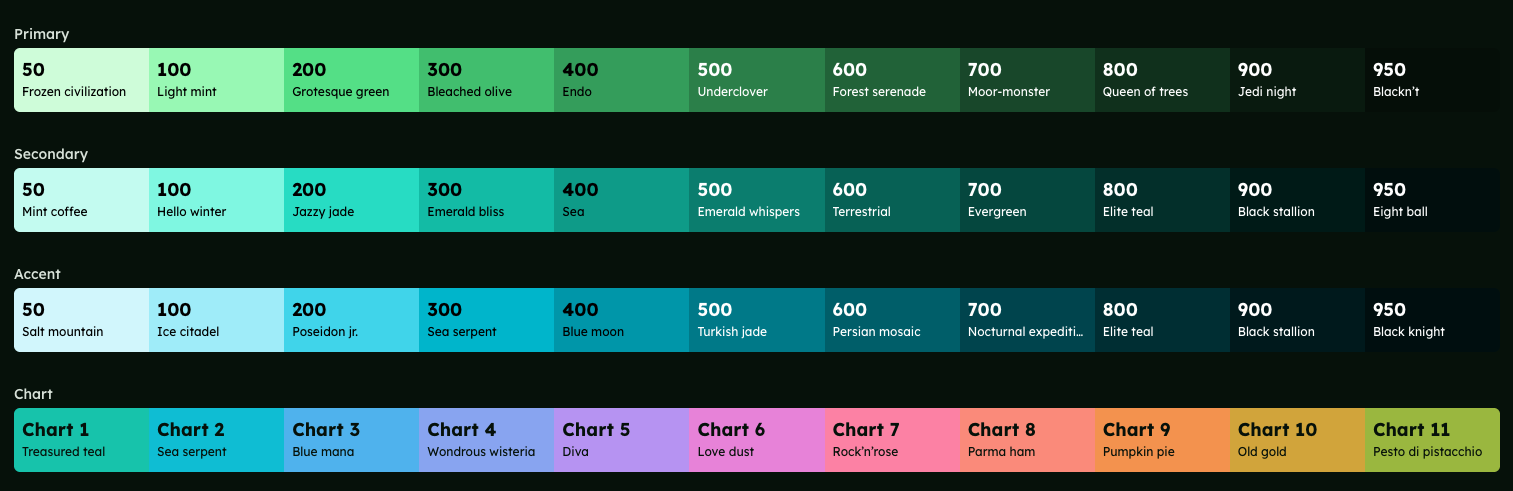 Primary
50 100 200 300 400 500 600 700 800 900 950
Frozen civilization Light mint Grotesque green Bleached olive Endo Underclover Forest serenade Moor-monster Queen of trees Jedi night Blackn't
Secondary
50 100 200 300 400 500 600 700 800 900 950
Mint coffee Hello winter Jazzy jade Emerald bliss Sea Emerald whispers Terrestrial Evergreen Elite teal Black stallion Eight ball
Accent
50 100 200 300 400 500 600 700 800 900 950
Salt mountain Ice citadel Poseidon jr. Sea serpent Blue moon Turkish jade Persian mosaic Nocturnal expediti… Elite teal Black stallion Black knight
Chart
Chart 1 Chart 2 Chart 3 Chart 4 Chart 5 Chart 6 Chart 7 Chart 8 Chart 9 Chart 10 Chart 11
Treasured teal Sea serpent Blue mana Wondrous wisteria Diva Love dust Rock'n'rose Parma ham Pumpkin pie Old gold Pesto di pistacchio